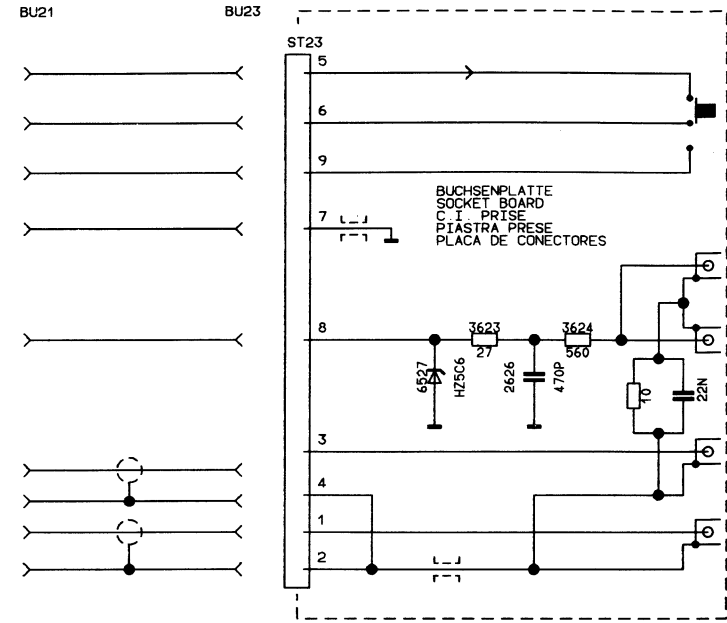 BU21
BU23
ST23
5
6
9
BUCHSENPLATTE
SOCKET BOARD
C.I. PRISE
PIASTRA PRESE
PLACA DE CONECTORES
7
8
3623
27
3624
560
6527
HZ5C6
2626
470P
10
22N
3
4
1
2